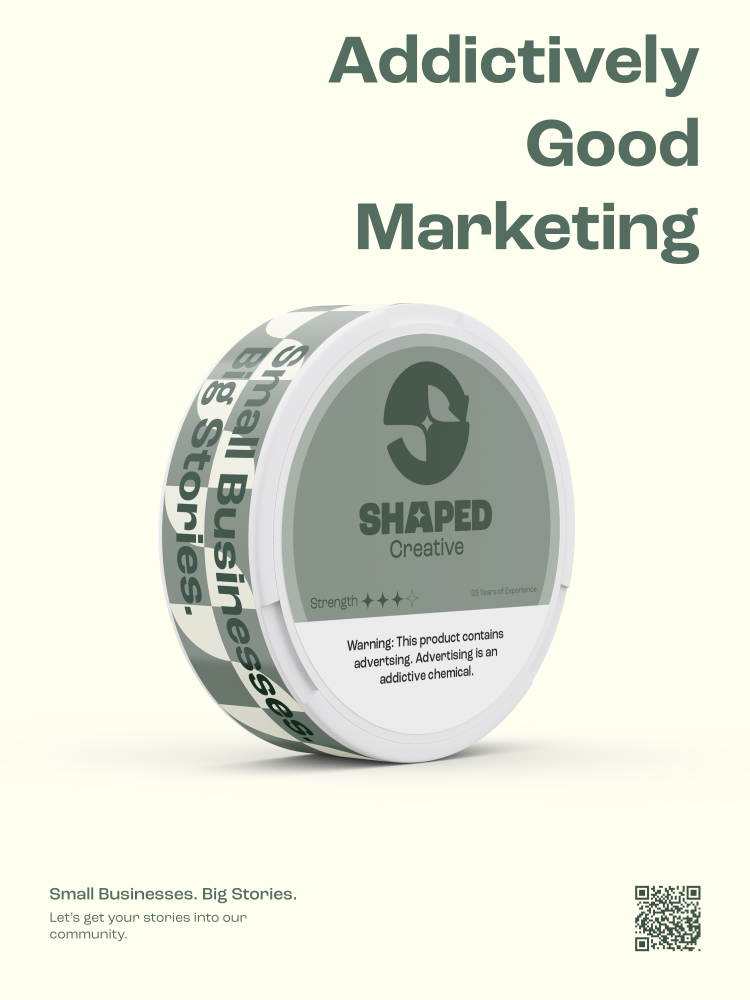 Addictively
Good
Marketing
Small Businesses.
Big Stories.
SHAPED
Creative
Strength
25 Years of Experience
Warning: This product contains
advertsing. Advertising is an
addictive chemical.
Small Businesses. Big Stories.
Let's get your stories into our
community.